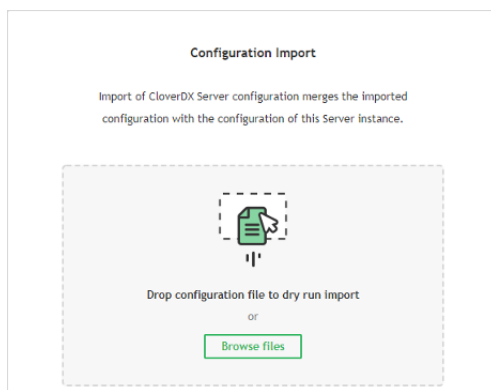 Configuration Import
Import of CloverDX Server configuration merges the imported
configuration with the configuration of this Server instance.
Drop configuration file to dry run import
or
Browse files